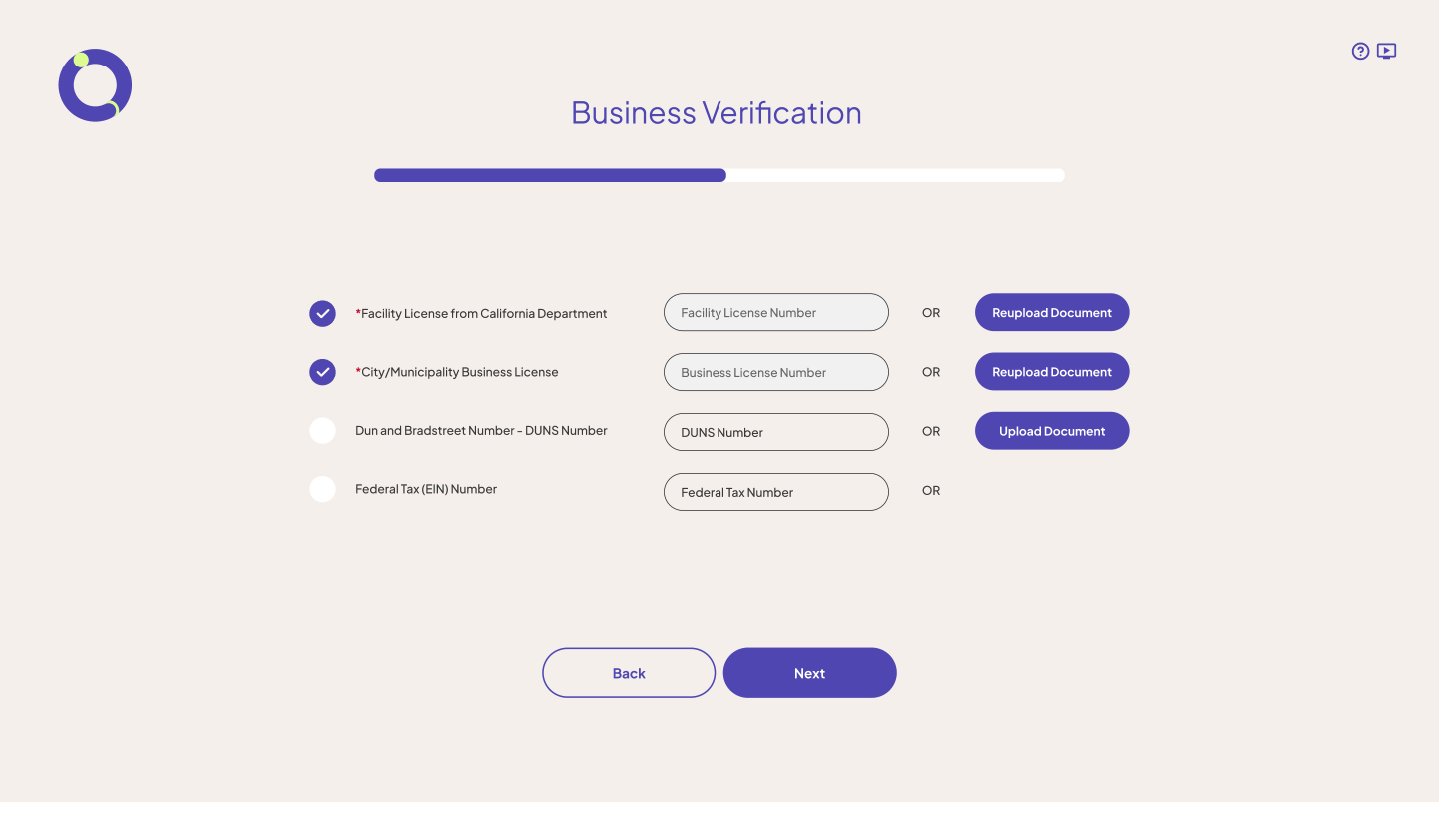 Business Verification
*Facility License from California Department Facility License Number OR Reupload Document
*City/Municipality Business License Business License Number OR Reupload Document
Dun and Bradstreet Number - DUNS Number DUNS Number OR Upload Document
Federal Tax (EIN) Number Federal Tax Number OR
Back Next